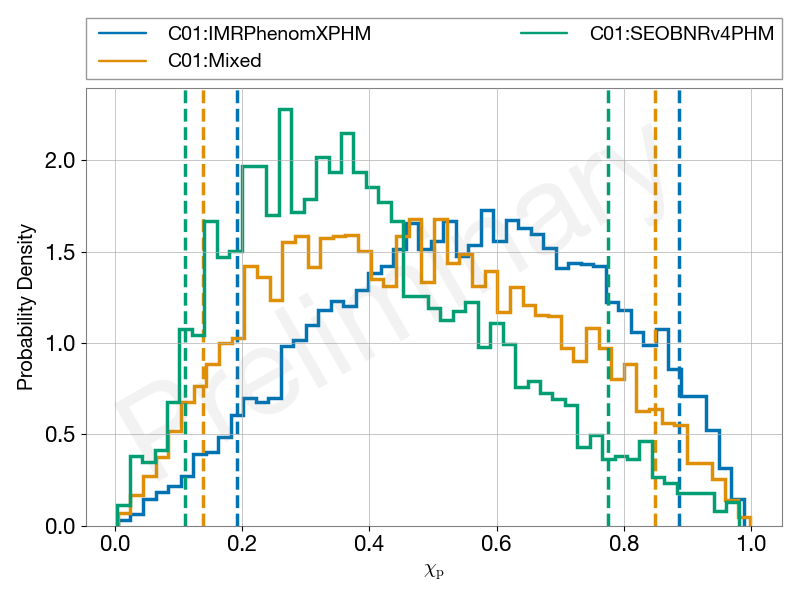 C01:IMRPhenomXPHM
C01:Mixed
C01:SEOBNRv4PHM
Preliminary
Probability Density
2.0
1.5
1.0
0.5
0.0
0.0 0.2 0.4 0.6 0.8 1.0
χp